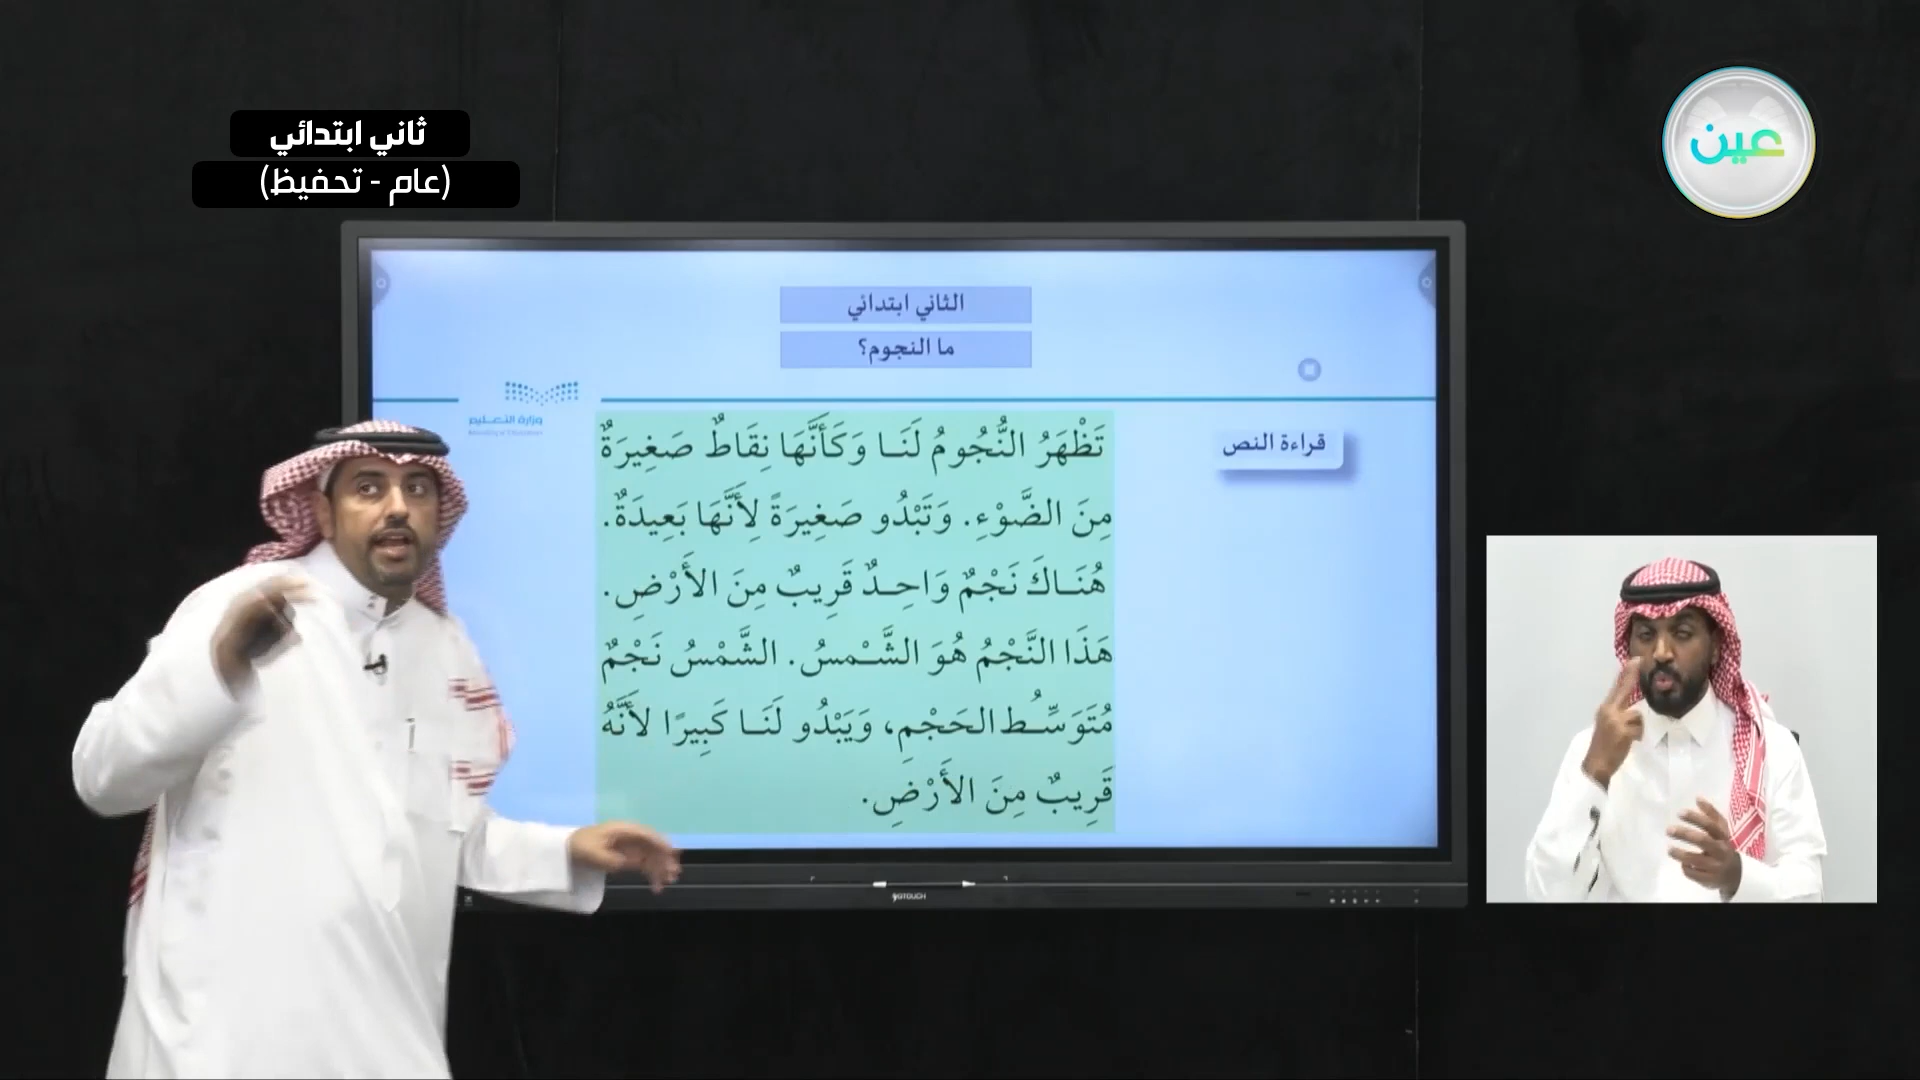 ثاني ابتدائي
(عام - تحفيظ)
عين
الثاني ابتدائي
ما النجوم؟
وزارة التعليم
قراءة النص
تَظْهَرُ النُّجُومُ لَنَا وَكَأَنَّهَا نِقَاطٌ صَغِيرَةٌ
مِنَ الضَّوْءِ. وَتَبْدُو صَغِيرَةً لِأَنَّهَا بَعِيدَةٌ.
هُنَاكَ نَجْمٌ وَاحِدٌ قَرِيبٌ مِنَ الأَرْضِ.
هَذَا النَّجْمُ هُوَ الشَّمْسُ. الشَّمْسُ نَجْمٌ
مُتَوَسِّطُ الحَجْمِ، وَيَبْدُو لَنَا كَبِيرًا لأَنَّهُ
قَرِيبٌ مِنَ الأَرْضِ.